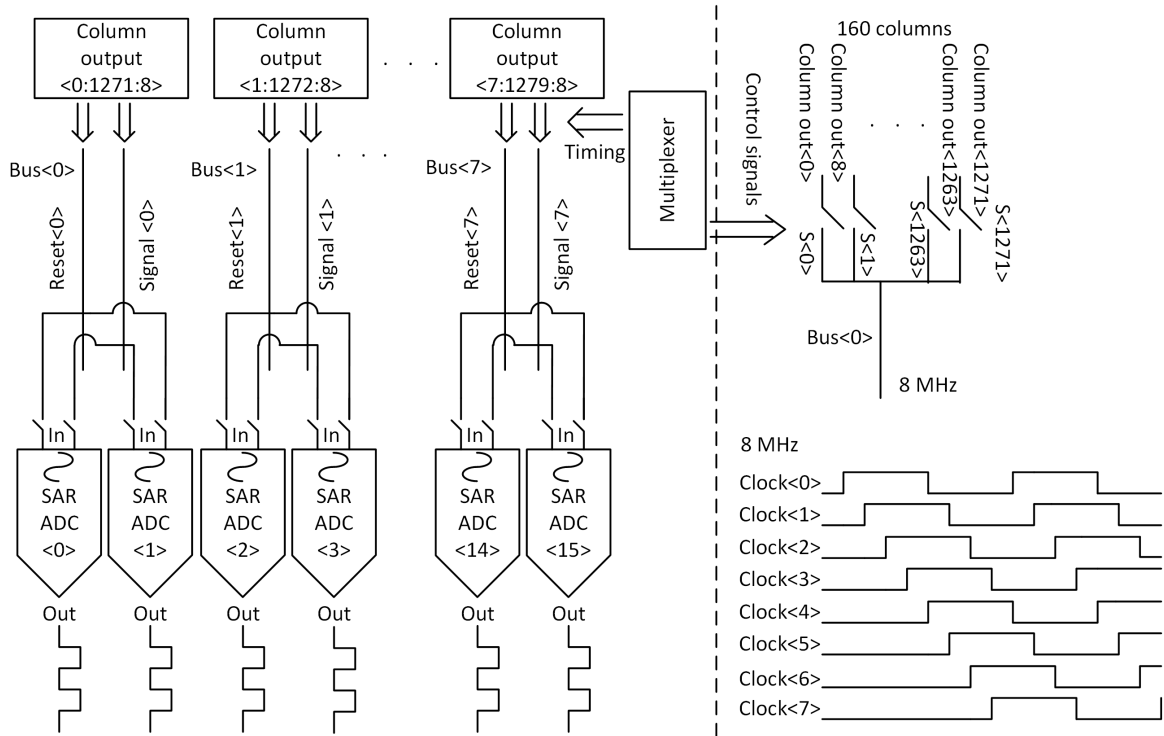 Column
output
<0:1271:8>
Column
output
<1:1272:8>
. . .
Column
output
<7:1279:8>
Bus<0>
Reset<0>
Signal <0>
Bus<1>
Reset<1>
Signal <1>
. . . .
Bus<7>
Reset<7>
Signal <7>
Timing
Multiplexer
Control signals
In
In
In
In
In
In
SAR
ADC
<0>
SAR
ADC
<1>
SAR
ADC
<2>
SAR
ADC
<3>
SAR
ADC
<14>
SAR
ADC
<15>
Out
Out
Out
Out
Out
Out
160 columns
Column out<0>
Column out<8>
. . . .
Column out<1263>
Column out<1271>
S<0>
S<1>
S<1263>
S<1271>
Bus<0>
8 MHz
8 MHz
Clock<0>
Clock<1>
Clock<2>
Clock<3>
Clock<4>
Clock<5>
Clock<6>
Clock<7>